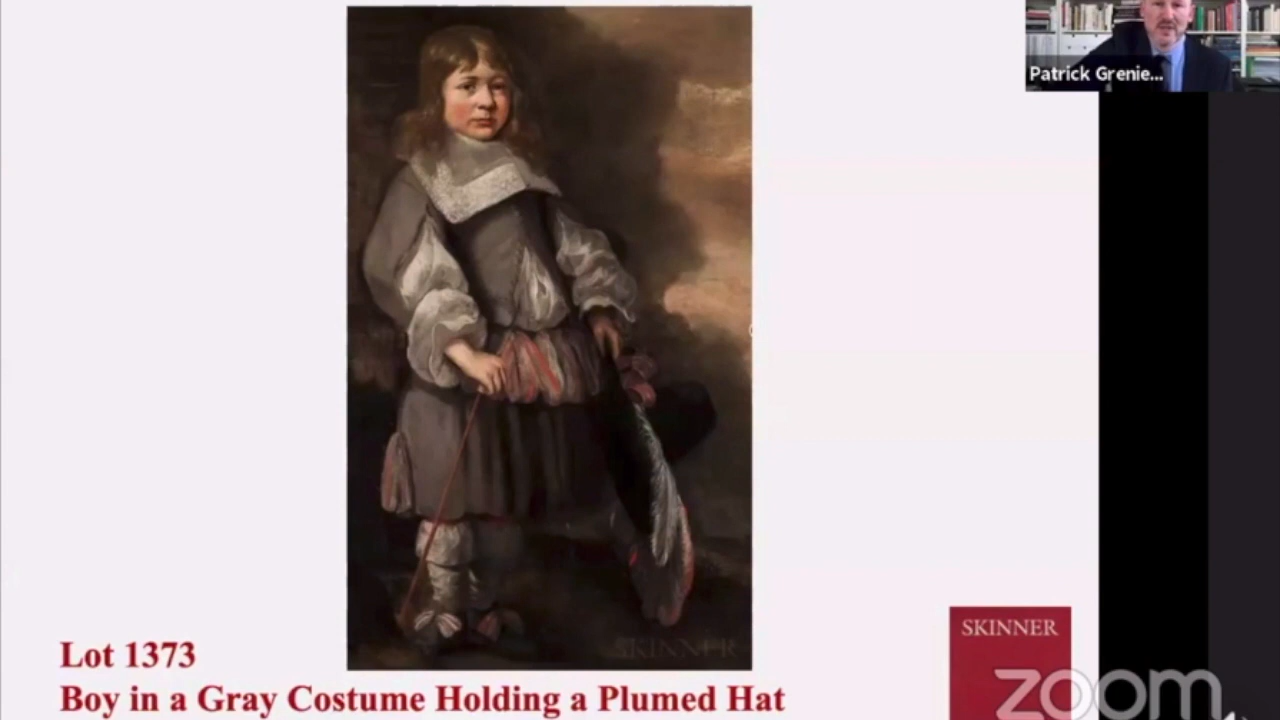 Patrick Grenie...
SKINNER
Lot 1373
Boy in a Gray Costume Holding a Plumed Hat
SKINNER
zoom